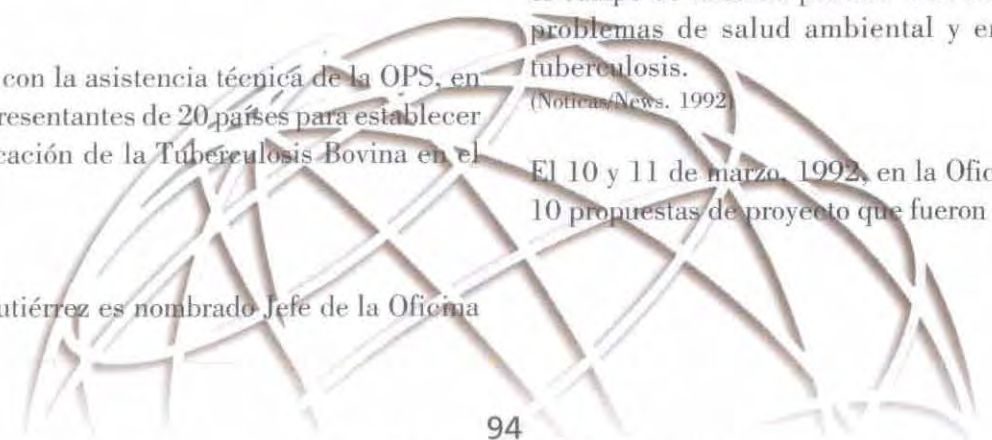 con la asistencia técnica de la OPS, en
resentantes de 20 países para establecer
cación de la Tuberculosis Bovina en el
utiérrez es nombrado Jefe de la Oficina
problemas de salud ambiental y en
tuberculosis.
(Noticas/News. 1992)
El 10 y 11 de marzo, 1992, en la Ofic
10 propuestas de proyecto que fueron
94